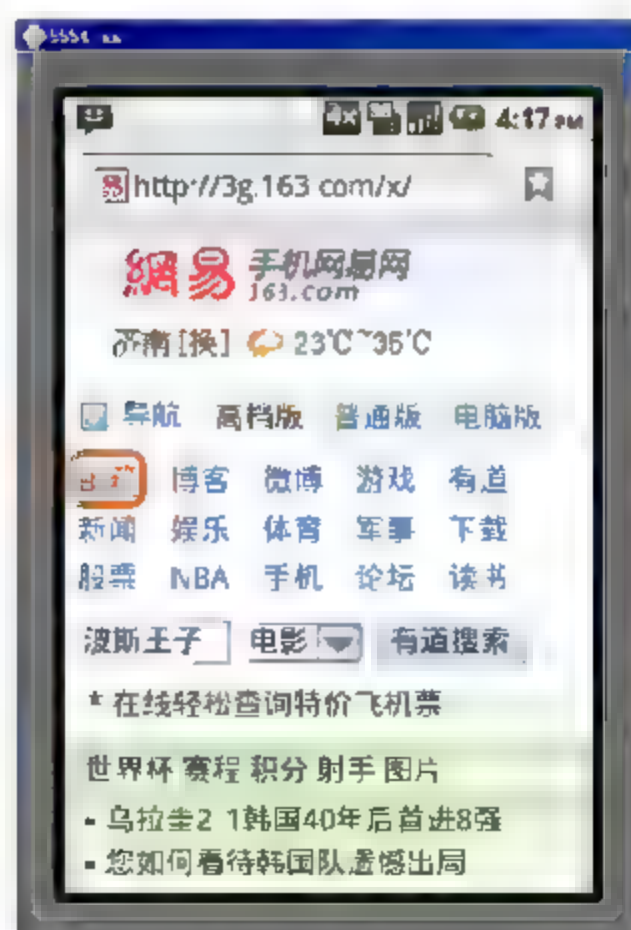 5554
4:17 PM
http://3g.163.com/x/
網易 手机网易网
163.com
[换] 23℃~35℃
导航 高档版 普通版 电脑版
博客 微博 游戏 有道
新闻 娱乐 体育 军事 下载
股票 NBA 手机 论坛 读书
波斯王子 电影 有道搜索
* 在线轻松查询特价飞机票
世界杯 赛程 积分 射手 图片
- 乌拉圭2 1韩国40年后首进8强
- 您如何看待韩国队遗憾出局